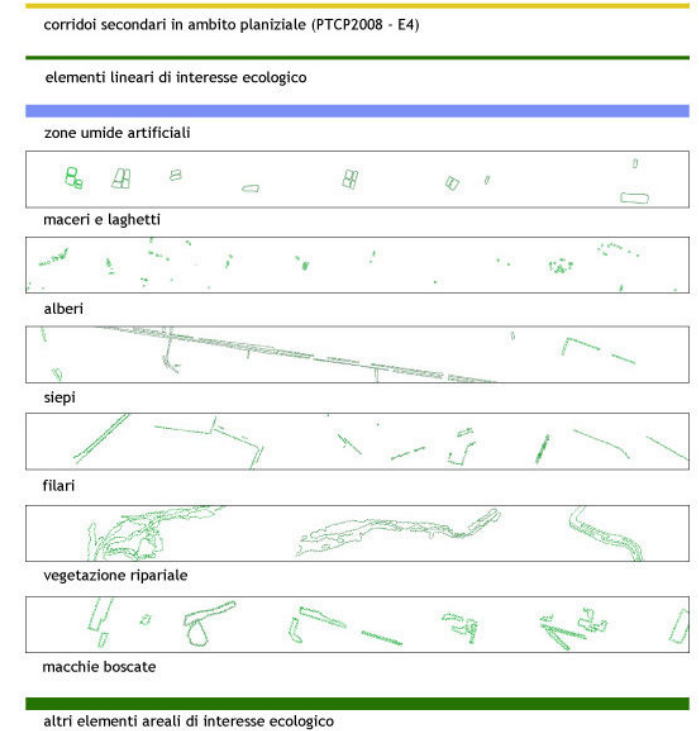 corridoi secondari in ambito planiziale (PTCP2008 - E4)
elementi lineari di interesse ecologico
zone umide artificiali
maceri e laghetti
alberi
siepi
filari
vegetazione ripariale
macchie boscate
altri elementi areali di interesse ecologico